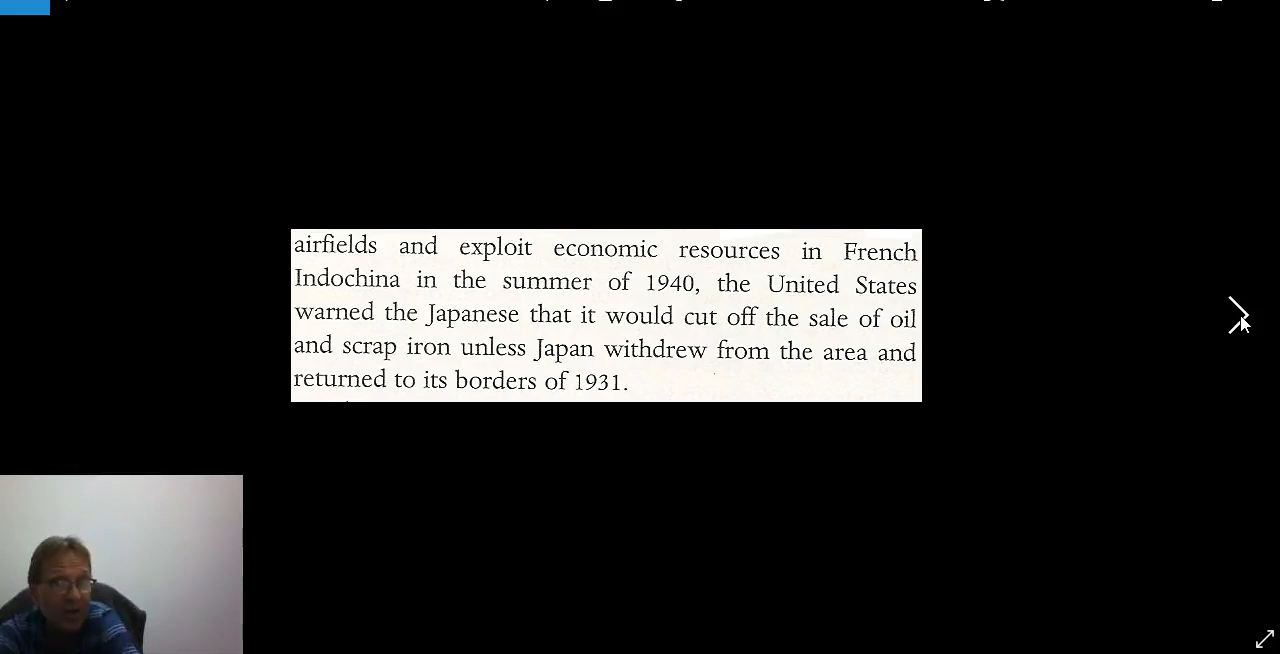 airfields and exploit economic resources in French
Indochina in the summer of 1940, the United States
warned the Japanese that it would cut off the sale of oil
and scrap iron unless Japan withdrew from the area and
returned to its borders of 1931.